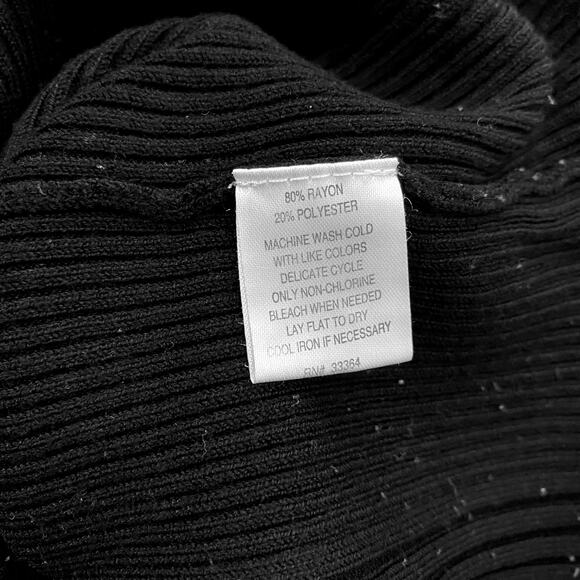 80% RAYON
20% POLYESTER
MACHINE WASH COLD
WITH LIKE COLORS
DELICATE CYCLE
ONLY NON-CHLORINE
BLEACH WHEN NEEDED
LAY FLAT TO DRY
COOL IRON IF NECESSARY
RN# 33364